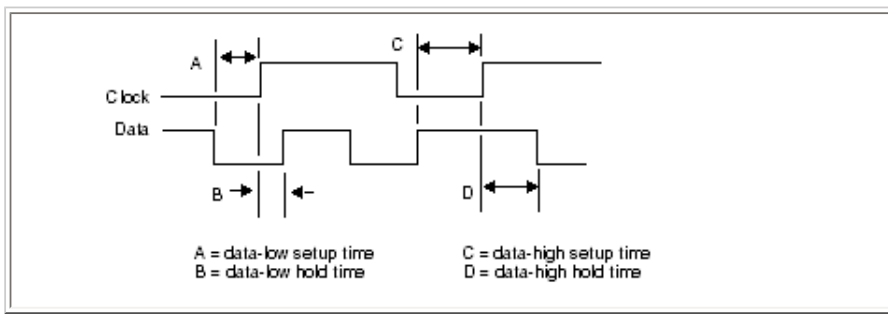 A
C
Clock
Data
B
D
A = data-low setup time
B = data-low hold time
C = data-high setup time
D = data-high hold time